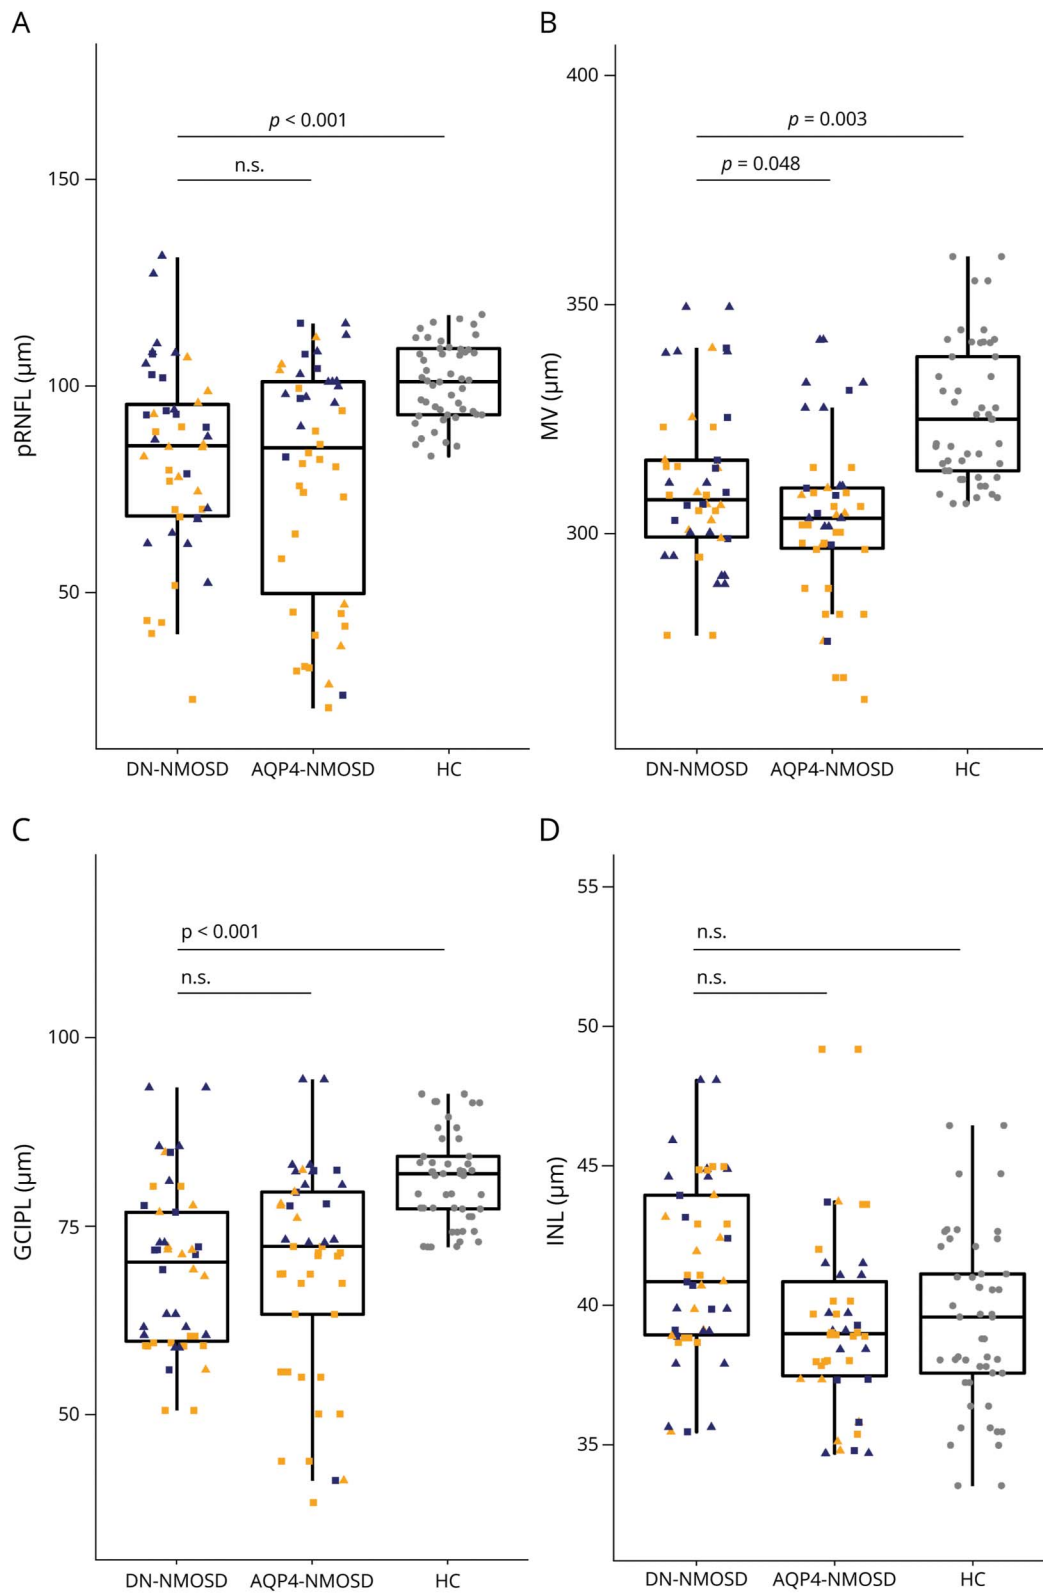 A
pRNFL (μm)
150
100
50
p < 0.001
n.s.
DN-NMOSD AQP4-NMOSD HC
B
MV (μm)
400
350
300
p = 0.003
p = 0.048
DN-NMOSD AQP4-NMOSD HC
C
GCIPL (μm)
100
75
50
p < 0.001
n.s.
DN-NMOSD AQP4-NMOSD HC
D
INL (μm)
55
50
45
40
35
n.s.
n.s.
DN-NMOSD AQP4-NMOSD HC